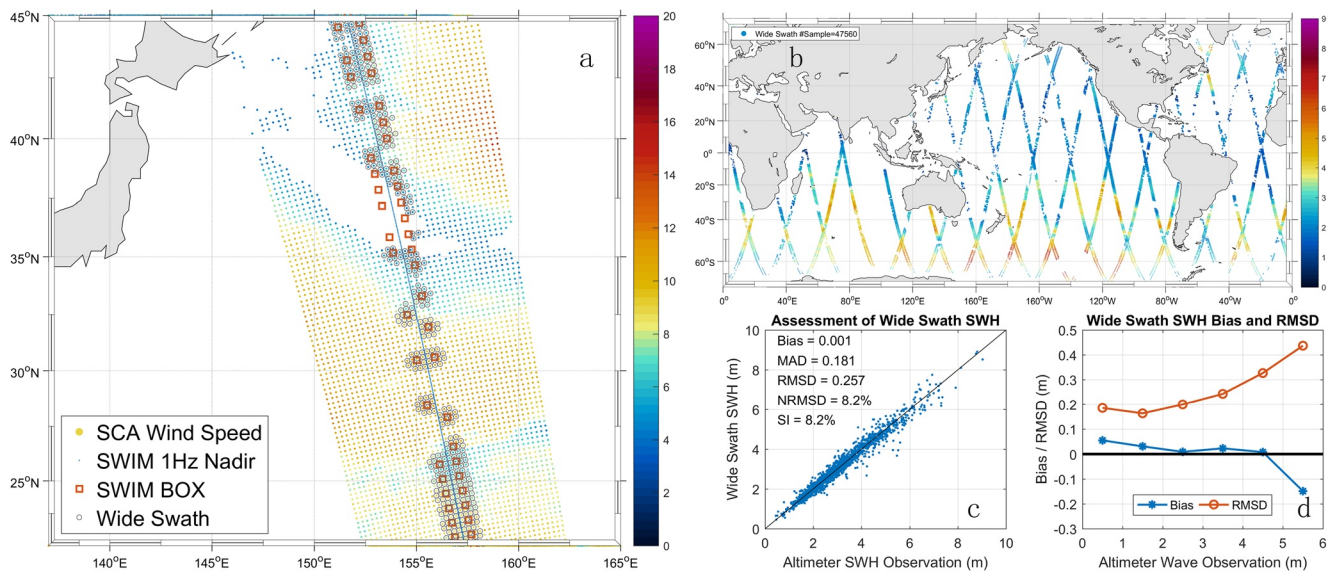 45°N
40°N
35°N
30°N
25°N
140°E
145°E
150°E
155°E
160°E
165°E
a
SCA Wind Speed
SWIM 1Hz Nadir
SWIM BOX
Wide Swath
20
18
16
14
12
10
8
6
4
2
0
Wide Swath #Sample=47560
b
60°N
40°N
20°N
0°
20°S
40°S
60°S
0°
40°E
80°E
120°E
160°E
160°W
120°W
80°W
40°W
0°
9
8
7
6
5
4
3
2
1
0
Assessment of Wide Swath SWH
Bias = 0.001
MAD = 0.181
RMSD = 0.257
NRMSD = 8.2%
SI = 8.2%
c
Wide Swath SWH (m)
10
8
6
4
2
0
0 2 4 6 8 10
Altimeter SWH Observation (m)
Wide Swath SWH Bias and RMSD
Bias / RMSD (m)
0.5
0.4
0.3
0.2
0.1
0
-0.1
-0.2
-0.3
Bias RMSD
d
0 1 2 3 4 5 6
Altimeter Wave Observation (m)